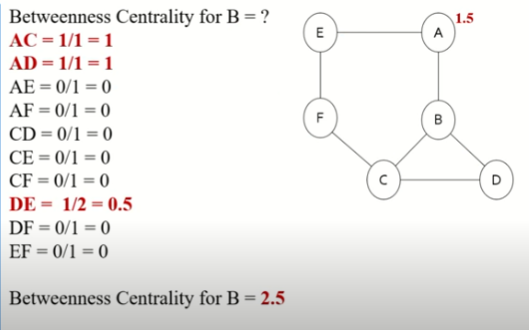 Betweenness Centrality for B = ?
AC = 1/1 = 1
AD = 1/1 = 1
AE = 0/1 = 0
AF = 0/1 = 0
CD = 0/1 = 0
CE = 0/1 = 0
CF = 0/1 = 0
DE = 1/2 = 0.5
DF = 0/1 = 0
EF = 0/1 = 0
Betweenness Centrality for B = 2.5
1.5
E
A
F
B
C
D